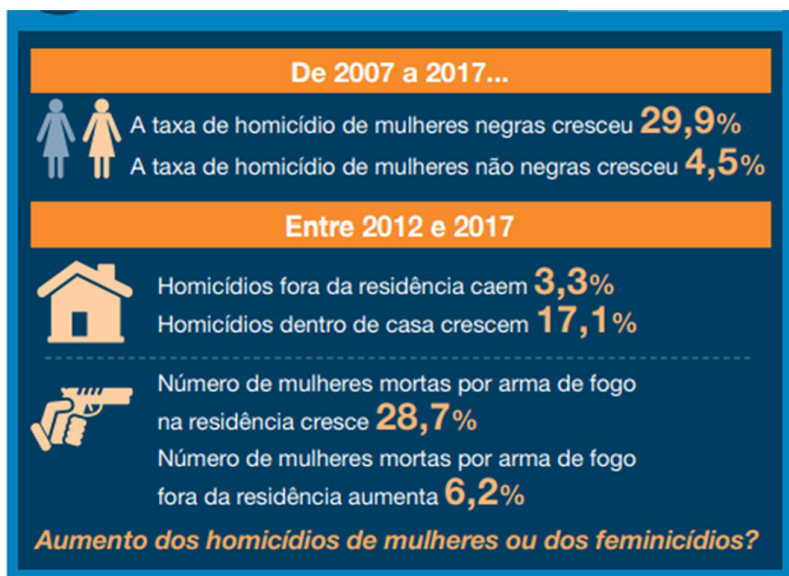 De 2007 a 2017...
A taxa de homicídio de mulheres negras cresceu 29,9%
A taxa de homicídio de mulheres não negras cresceu 4,5%
Entre 2012 e 2017
Homicídios fora da residência caem 3,3%
Homicídios dentro de casa crescem 17,1%
Número de mulheres mortas por arma de fogo
na residência cresce 28,7%
Número de mulheres mortas por arma de fogo
fora da residência aumenta 6,2%
Aumento dos homicídios de mulheres ou dos feminicídios?